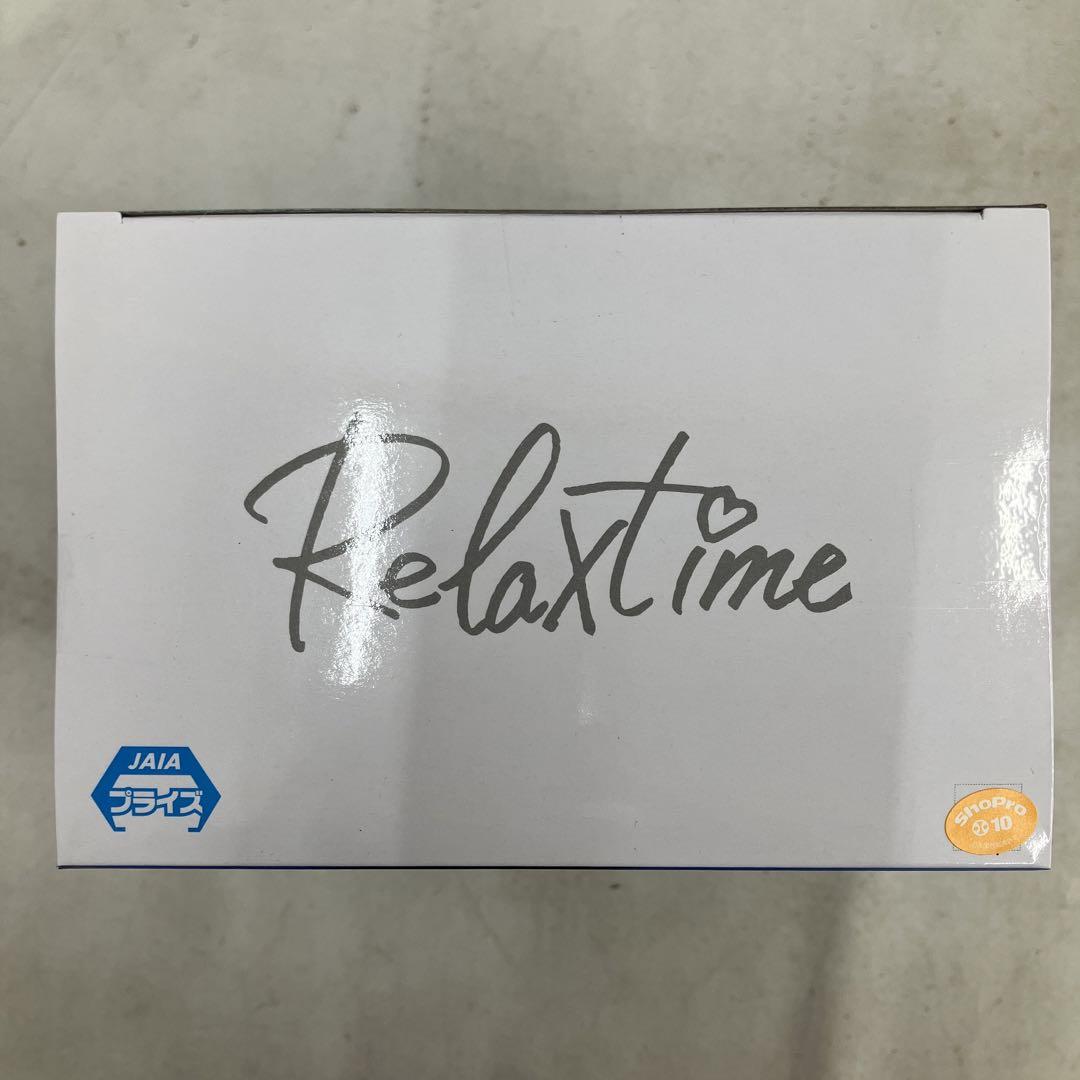 Relaxtime
JAIA
プライズ
ShoPro
10